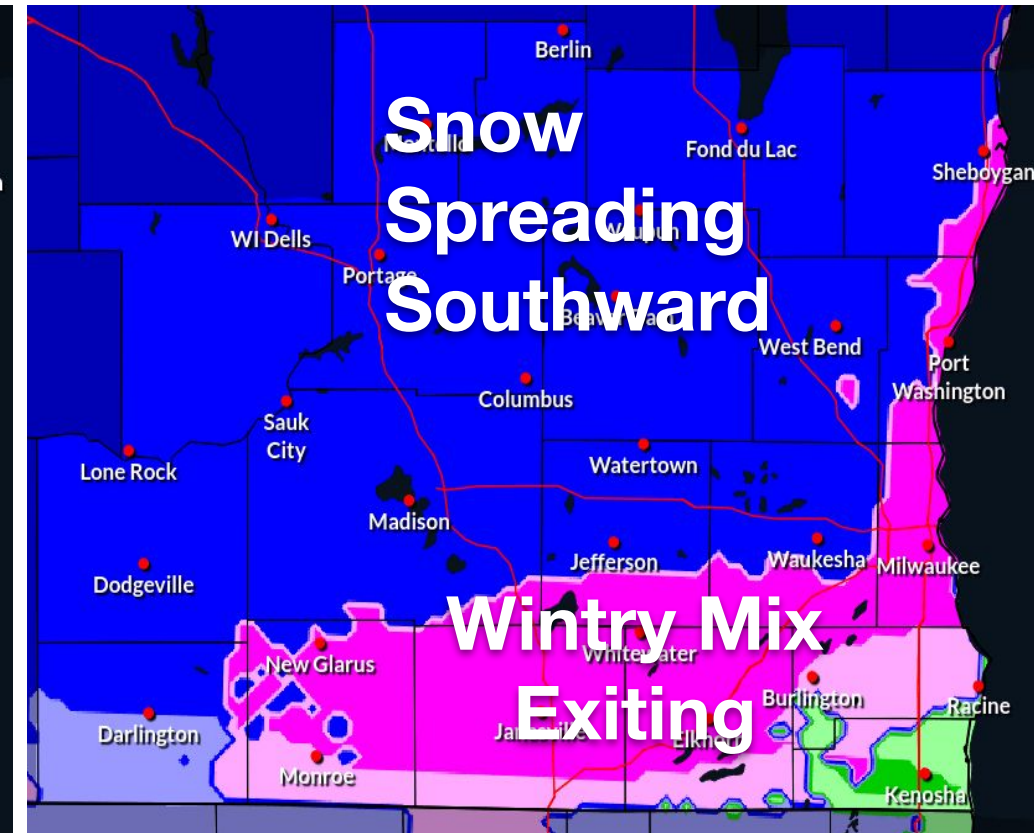 Berlin
Snow
Fond du Lac
Sheboygan
Spreading
WI Dells
Portage
Southward
West Bend
Port
Washington
Columbus
Sauk
City
Lone Rock
Watertown
Madison
Jefferson
Waukesha
Milwaukee
Dodgeville
Wintry Mix
New Glarus
Exiting
Burlington
Racine
Darlington
Monroe
Kenosha